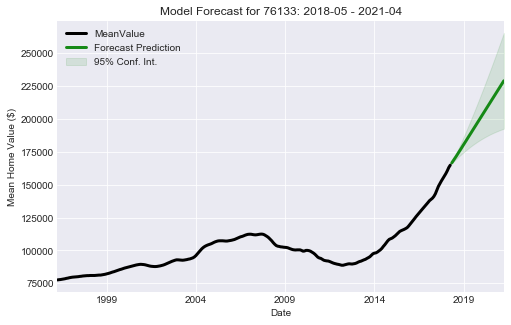 Model Forecast for 76133: 2018-05 - 2021-04
MeanValue
Forecast Prediction
95% Conf. Int.
Mean Home Value ($)
250000
225000
200000
175000
150000
125000
100000
75000
1999 2004 2009 2014 2019
Date